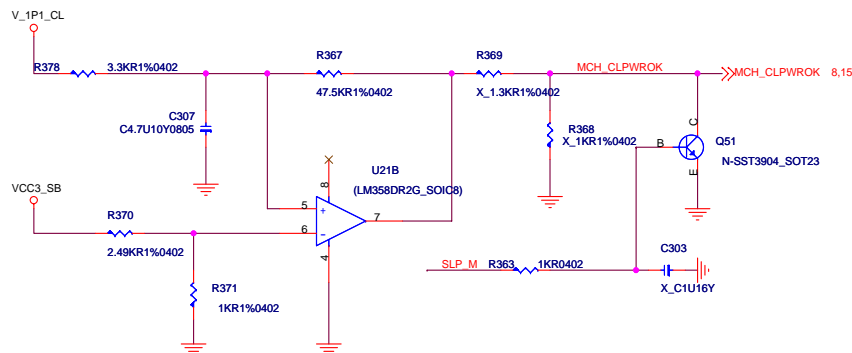 V_1P1_CL
R378
3.3KR1%0402
R367
47.5KR1%0402
R369
X_1.3KR1%0402
MCH_CLPWROK
MCH_CLPWROK 8,15
C307
C4.7U10Y0805
R368
X_1KR1%0402
C
B
E
Q51
N-SST3904_SOT23
U21B
(LM358DR2G_SOIC8)
8
5
+
6
-
7
4
VCC3_SB
R370
2.49KR1%0402
R371
1KR1%0402
SLP_M
R363
1KR0402
C303
X_C1U16Y